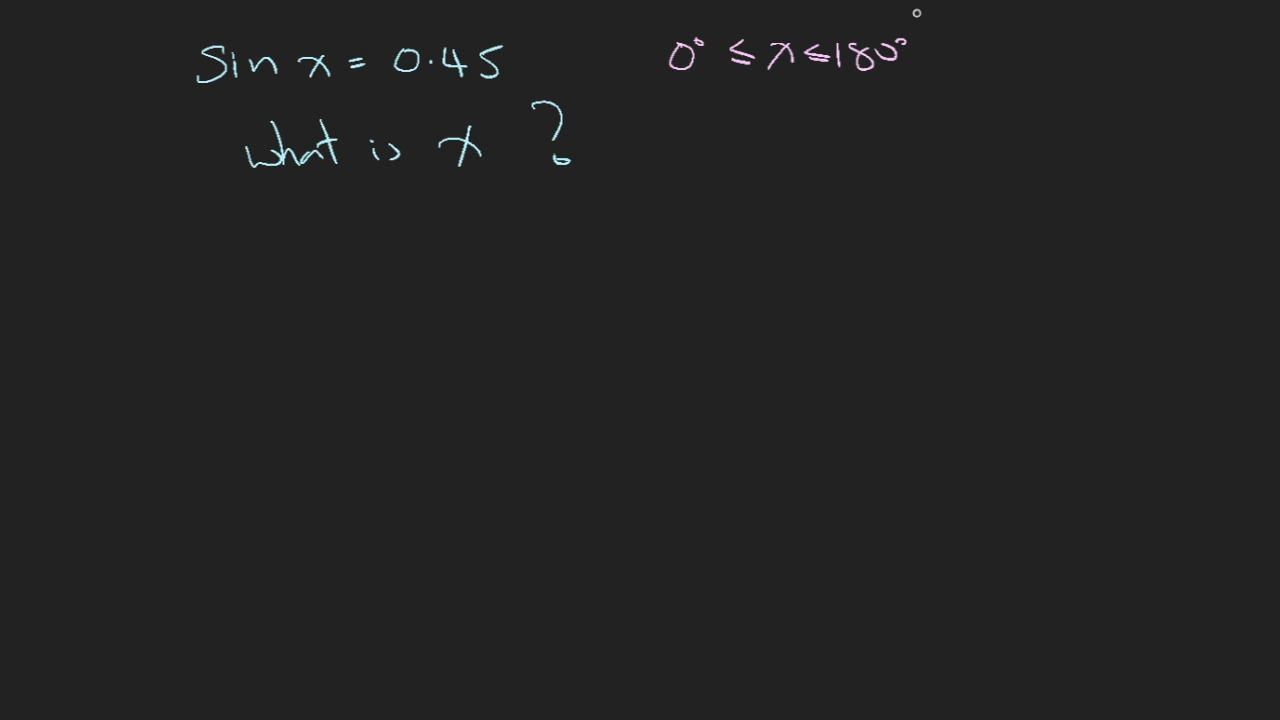 Sin x = 0.45 0° ≤ x ≤ 180°
what is x ?